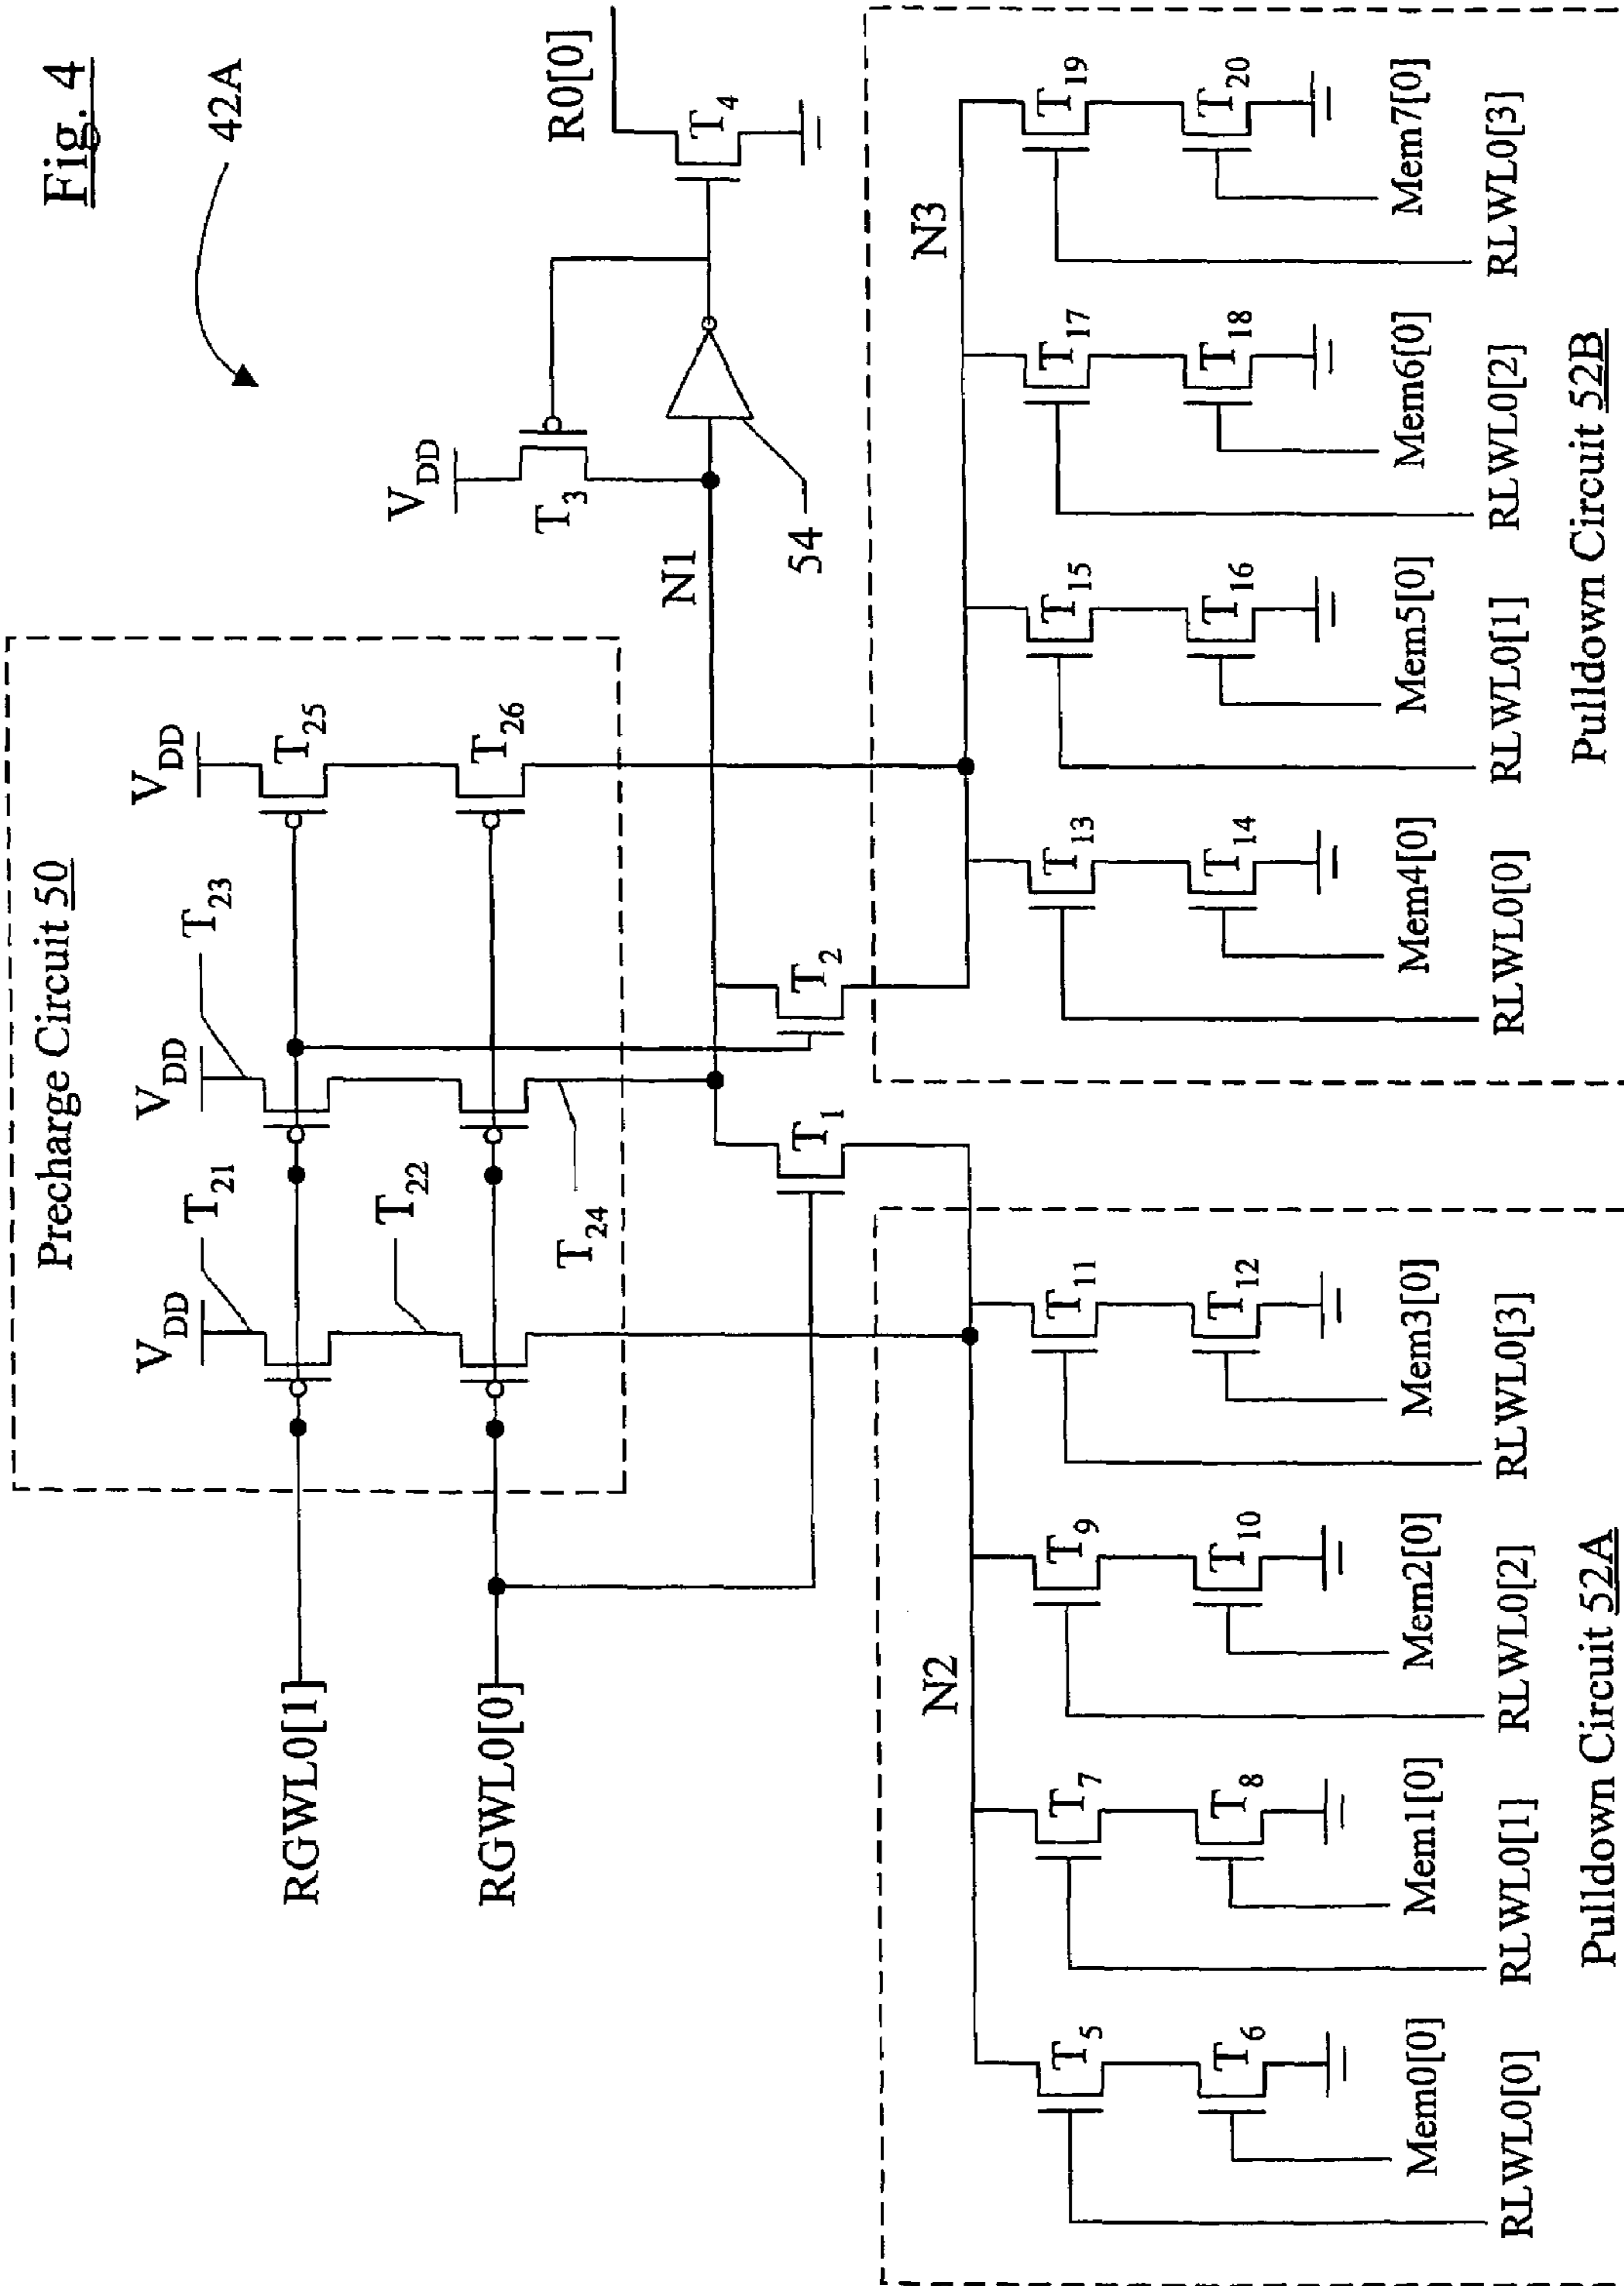 Fig. 4
42A
Precharge Circuit 50
VDD
VDD
VDD
T21
T23
T25
T22
T24
T26
RGWL0[1]
RGWL0[0]
VDD
T3
N1
54
R0[0]
T4
T1
T2
N2
N3
T5
T7
T9
T11
T13
T15
T17
T19
T6
T8
T10
T12
T14
T16
T18
T20
Mem0[0]
Mem1[0]
Mem2[0]
Mem3[0]
Mem4[0]
Mem5[0]
Mem6[0]
Mem7[0]
RLWL0[0]
RLWL0[1]
RLWL0[2]
RLWL0[3]
RLWL0[0]
RLWL0[1]
RLWL0[2]
RLWL0[3]
Pulldown Circuit 52A
Pulldown Circuit 52B